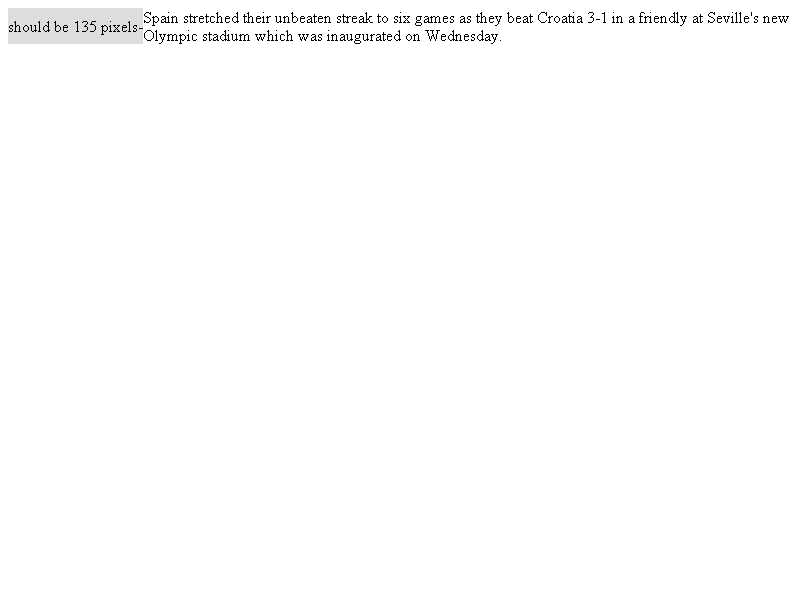 should be 135 pixels-
Spain stretched their unbeaten streak to six games as they beat Croatia 3-1 in a friendly at Seville's new
Olympic stadium which was inaugurated on Wednesday.